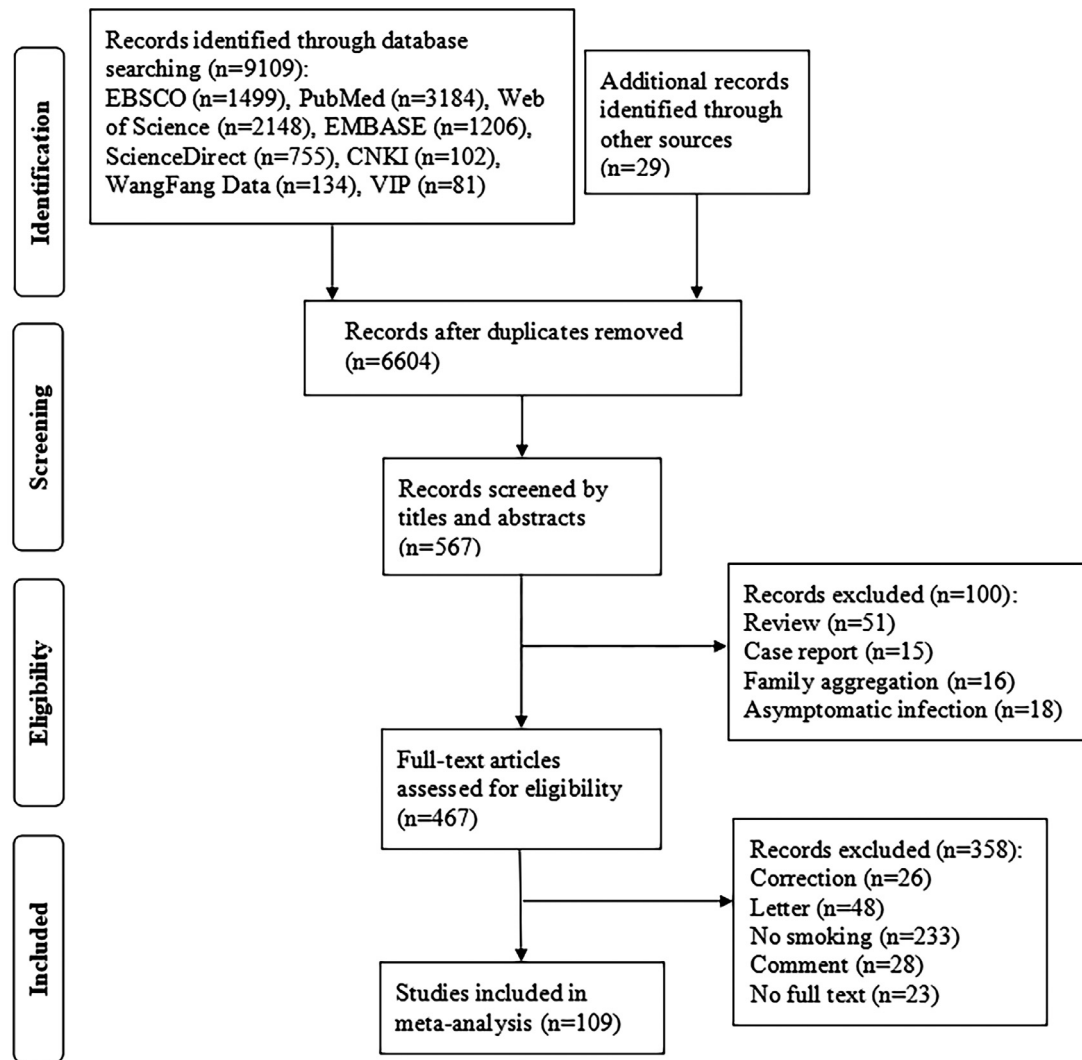 Identification
Records identified through database
searching (n=9109):
EBSCO (n=1499), PubMed (n=3184), Web
of Science (n=2148), EMBASE (n=1206),
ScienceDirect (n=755), CNKI (n=102),
WangFang Data (n=134), VIP (n=81)
Additional records
identified through
other sources
(n=29)
Screening
Records after duplicates removed
(n=6604)
Records screened by
titles and abstracts
(n=567)
Eligibility
Records excluded (n=100):
Review (n=51)
Case report (n=15)
Family aggregation (n=16)
Asymptomatic infection (n=18)
Full-text articles
assessed for eligibility
(n=467)
Included
Records excluded (n=358):
Correction (n=26)
Letter (n=48)
No smoking (n=233)
Comment (n=28)
No full text (n=23)
Studies included in
meta-analysis (n=109)